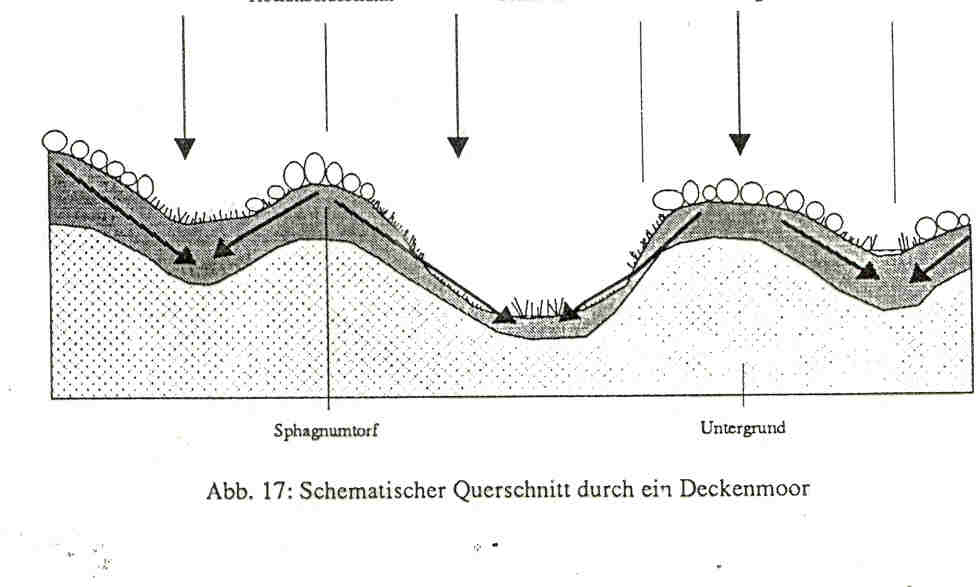 Sphagnumtorf
Untergrund
Abb. 17: Schematischer Querschnitt durch ein Deckenmoor